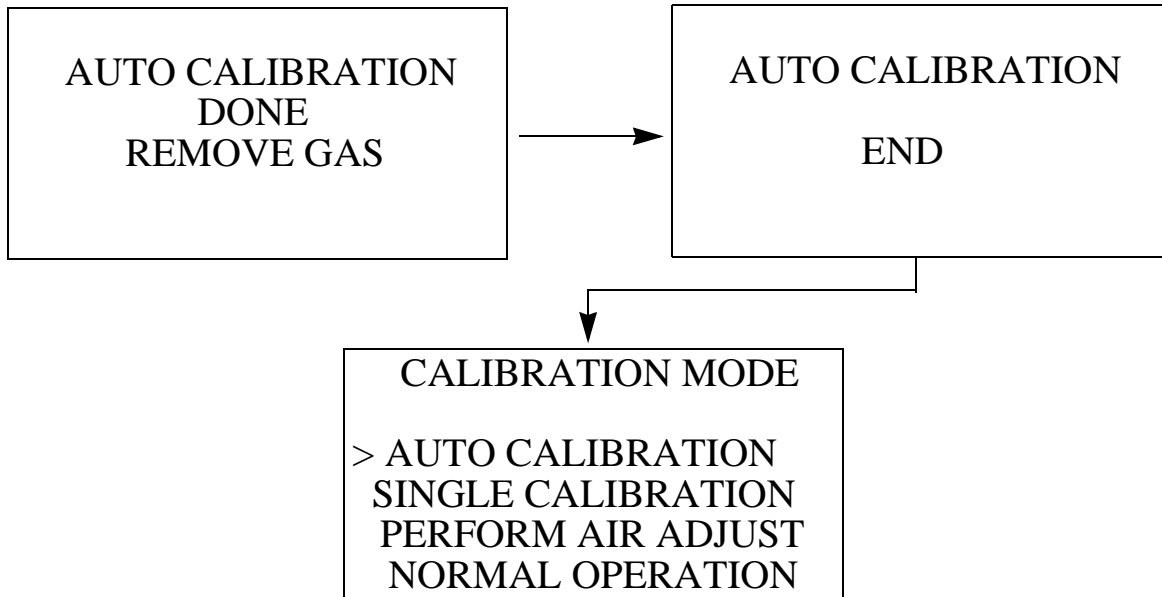 AUTO CALIBRATION
DONE
REMOVE GAS
AUTO CALIBRATION
END
CALIBRATION MODE
> AUTO CALIBRATION
SINGLE CALIBRATION
PERFORM AIR ADJUST
NORMAL OPERATION